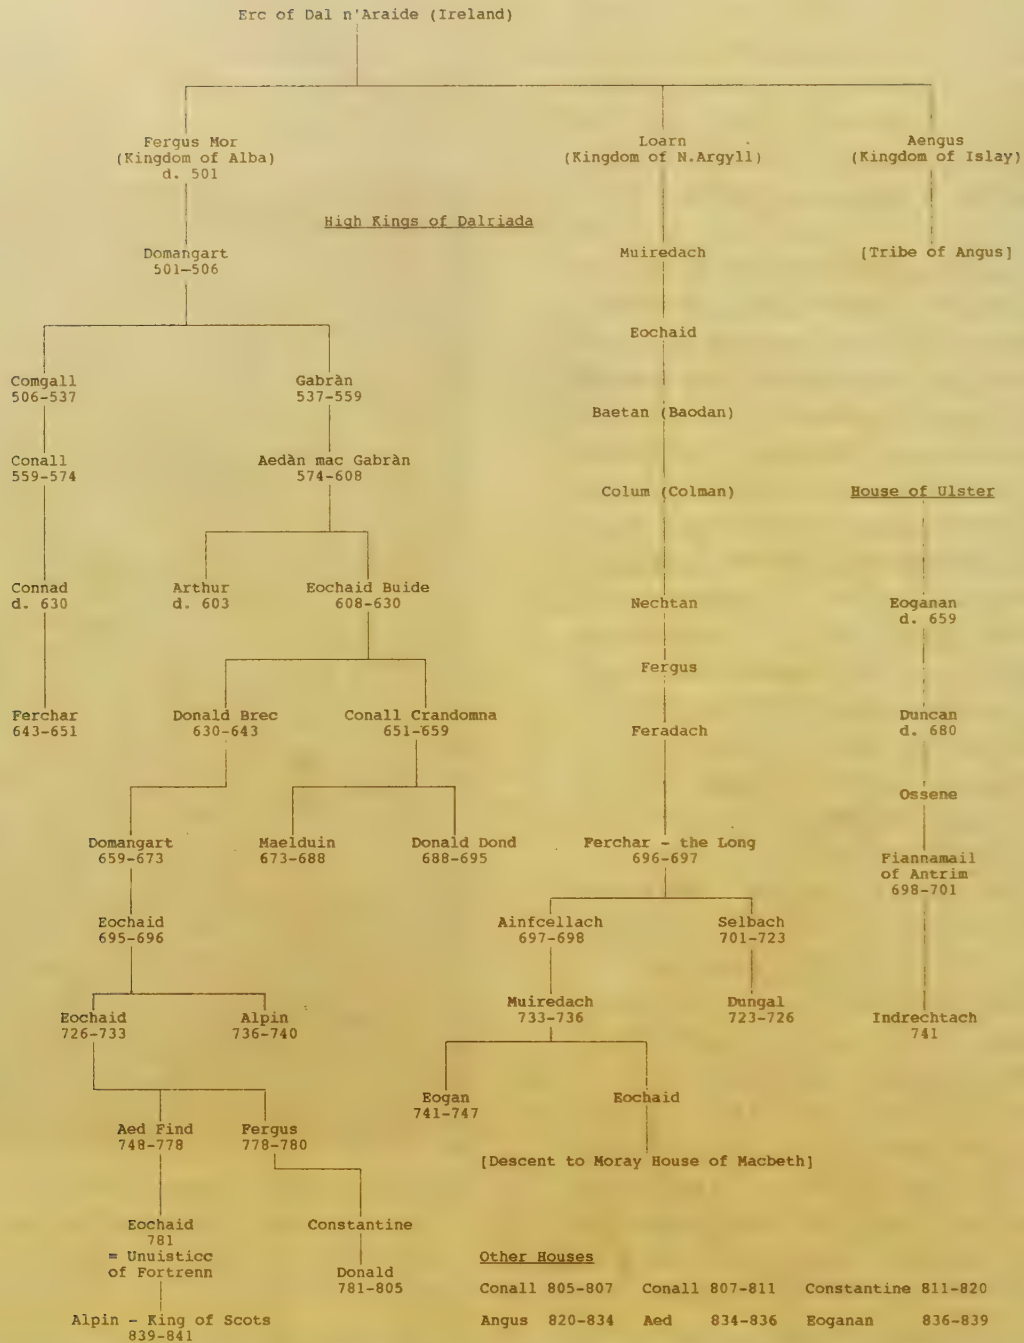 Erc of Dal n'Araide (Ireland)
Fergus Mor
(Kingdom of Alba)
d. 501
Loarn
(Kingdom of N.Argyll)
Aengus
(Kingdom of Islay)
High Kings of Dalriada
Domangart
501-506
Muiredach
[Tribe of Angus]
Eochaid
Comgall
506-537
Gabràn
537-559
Baetan (Baodan)
Conall
559-574
Aedàn mac Gabràn
574-608
Colum (Colman)
House of Ulster
Connad
d. 630
Arthur
d. 603
Eochaid Buide
608-630
Nechtan
Eoganan
d. 659
Fergus
Ferchar
643-651
Donald Brec
630-643
Conall Crandomna
651-659
Feradach
Duncan
d. 680
Ossene
Domangart
659-673
Maelduin
673-688
Donald Dond
688-695
Ferchar - the Long
696-697
Fiannamail
of Antrim
698-701
Eochaid
695-696
Ainfcellach
697-698
Selbach
701-723
Eochaid
726-733
Alpin
736-740
Muiredach
733-736
Dungal
723-726
Indrechtach
741
Eogan
741-747
Eochaid
Aed Find
748-778
Fergus
778-780
[Descent to Moray House of Macbeth]
Eochaid
781
= Unuisticc
of Fortrenn
Constantine
Donald
781-805
Other Houses
Conall 805-807 Conall 807-811 Constantine 811-820
Alpin - King of Scots
839-841
Angus 820-834 Aed 834-836 Eoganan 836-839